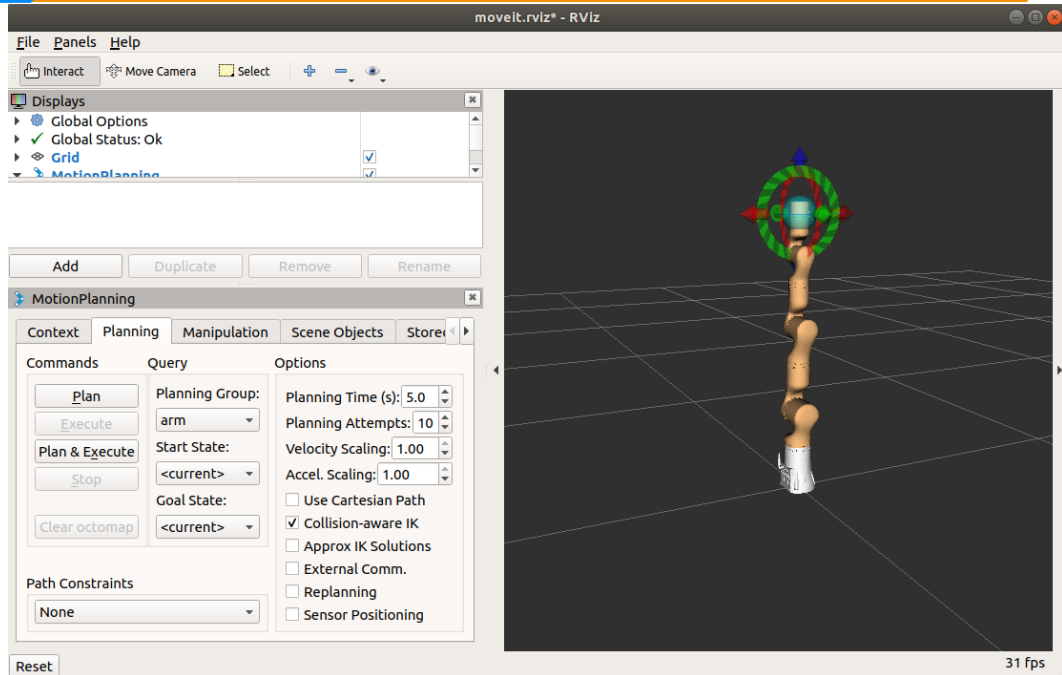 moveit.rviz* - RViz
File Panels Help
Interact Move Camera Select
Displays
Global Options
Global Status: Ok
Grid
MotionPlanning
Add Duplicate Remove Rename
MotionPlanning
Context Planning Manipulation Scene Objects
Commands Query Options
Plan
Execute
Plan & Execute
Stop
Clear octomap
Planning Group:
arm
Start State:
<current>
Goal State:
<current>
Planning Time (s): 5.0
Planning Attempts: 10
Velocity Scaling: 1.00
Accel. Scaling: 1.00
Use Cartesian Path
Collision-aware IK
Approx IK Solutions
External Comm.
Replanning
Sensor Positioning
Path Constraints
None
Reset
31 fps